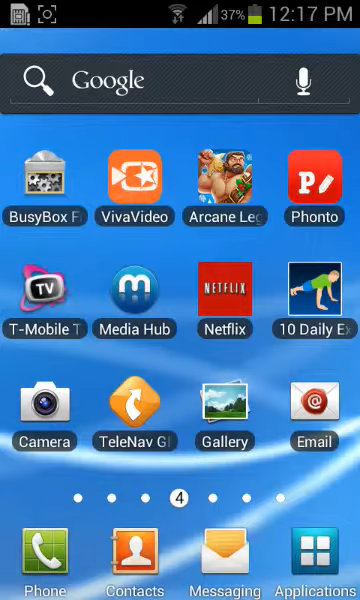 37% 12:17 PM
Google
BusyBox F
VivaVideo
Arcane Leg
Phonto
P
TV
m
NETFLIX
T-Mobile T
Media Hub
Netflix
10 Daily Ex
@
Camera
TeleNav G
Gallery
Email
4
Phone
Contacts
Messaging
Applications